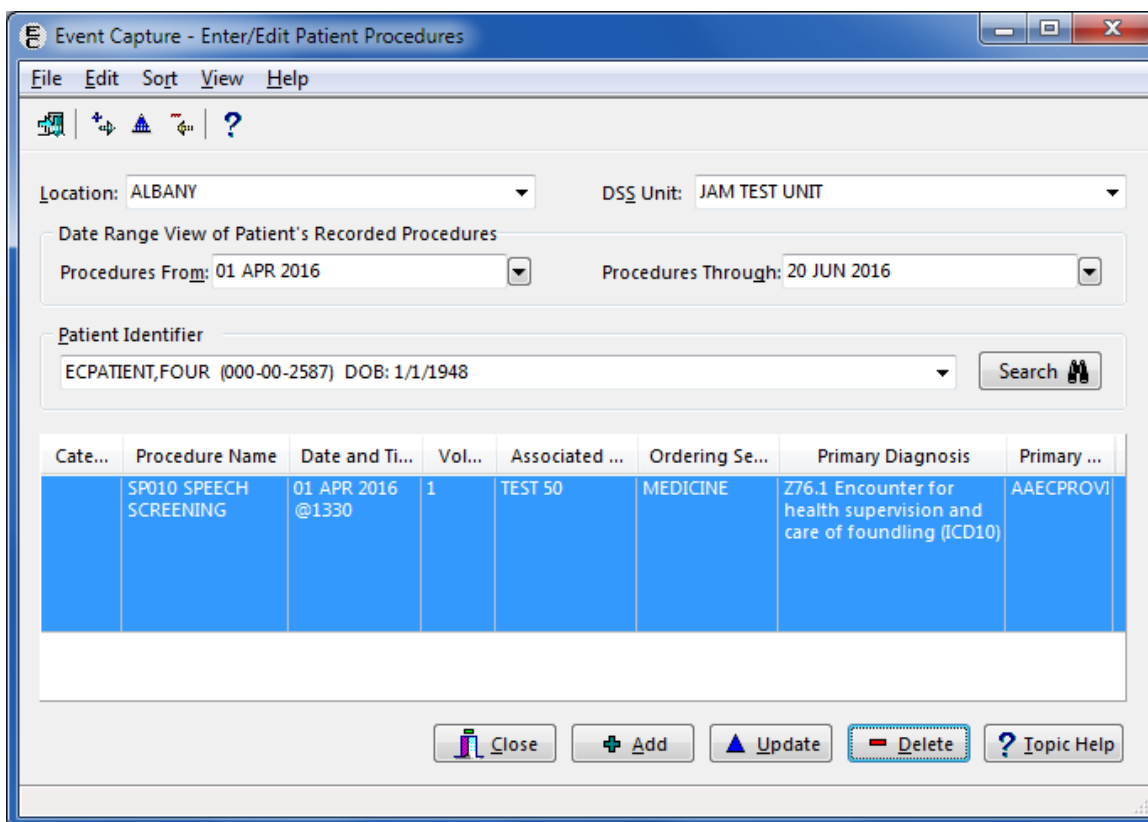 Event Capture - Enter/Edit Patient Procedures
File Edit Sort View Help
Location: ALBANY DSS Unit: JAM TEST UNIT
Date Range View of Patient's Recorded Procedures
Procedures From: 01 APR 2016 Procedures Through: 20 JUN 2016
Patient Identifier
ECPATIENT,FOUR (000-00-2587) DOB: 1/1/1948 Search
Cate... Procedure Name Date and Ti... Vol... Associated ... Ordering Se... Primary Diagnosis Primary ...
SP010 SPEECH 01 APR 2016 1 TEST 50 MEDICINE Z76.1 Encounter for AAECPROVI
SCREENING @1330 health supervision and
care of foundling (ICD10)
Close Add Update Delete ? Topic Help